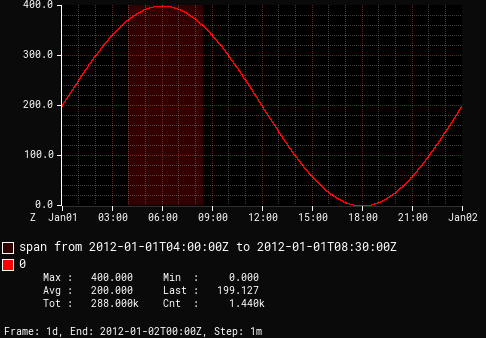 400.0
300.0
200.0
100.0
0.0
Z Jan01 03:00 06:00 09:00 12:00 15:00 18:00 21:00 Jan02
span from 2012-01-01T04:00:00Z to 2012-01-01T08:30:00Z
0
Max : 400.000 Min : 0.000
Avg : 200.000 Last : 199.127
Tot : 288.000k Cnt : 1.440k
Frame: 1d, End: 2012-01-02T00:00Z, Step: 1m